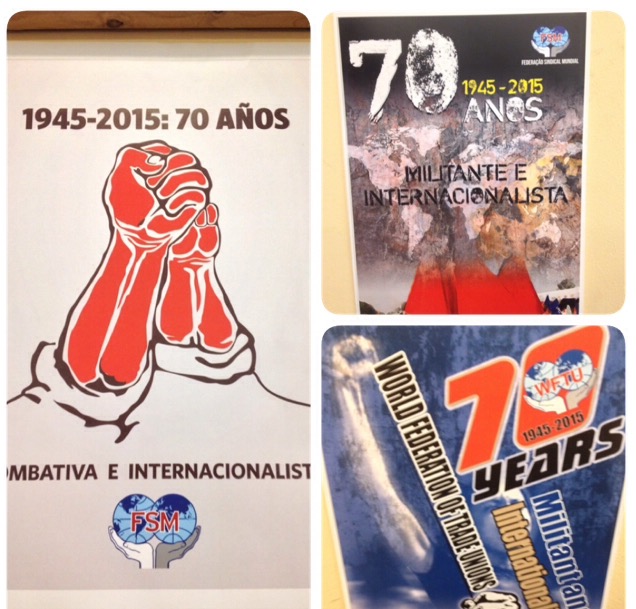 1945-2015: 70 AÑOS
OMBATIVA E INTERNACIONALIST
FSM
70
1945-2015
ANOS
FEDERAÇÃO SINDICAL MUNDIAL
MILITANTE E
INTERNACIONALISTA
WORLD FEDERATION OF TRADE UNIONS
70
WFTU
1945-2015
YEARS
Militant an
Internationa